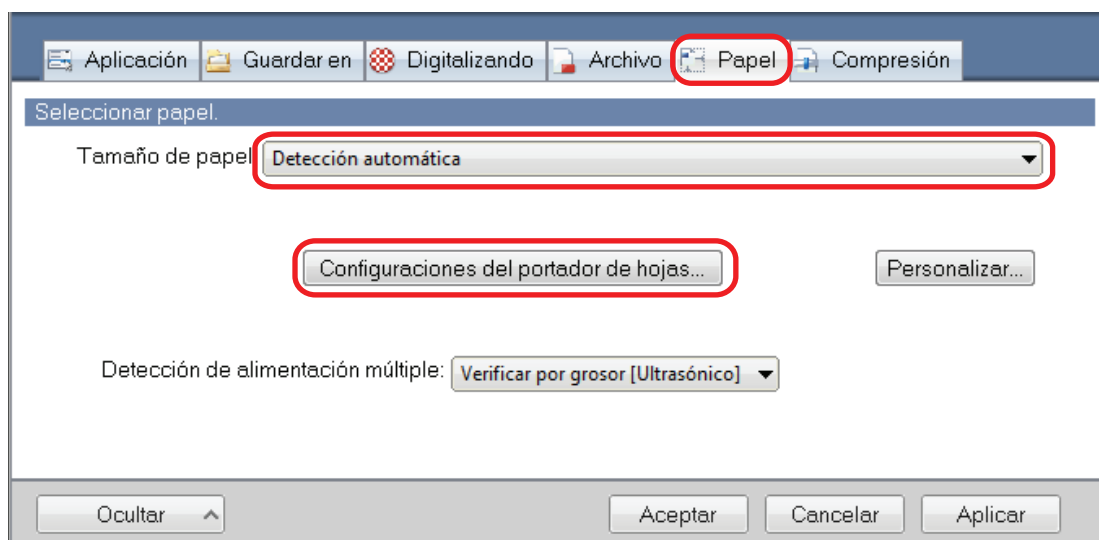 Aplicación Guardar en Digitalizando Archivo Papel Compresión
Seleccionar papel.
Tamaño de papel Detección automática
Configuraciones del portador de hojas... Personalizar...
Detección de alimentación múltiple: Verificar por grosor [Ultrasónico]
Ocultar Aceptar Cancelar Aplicar